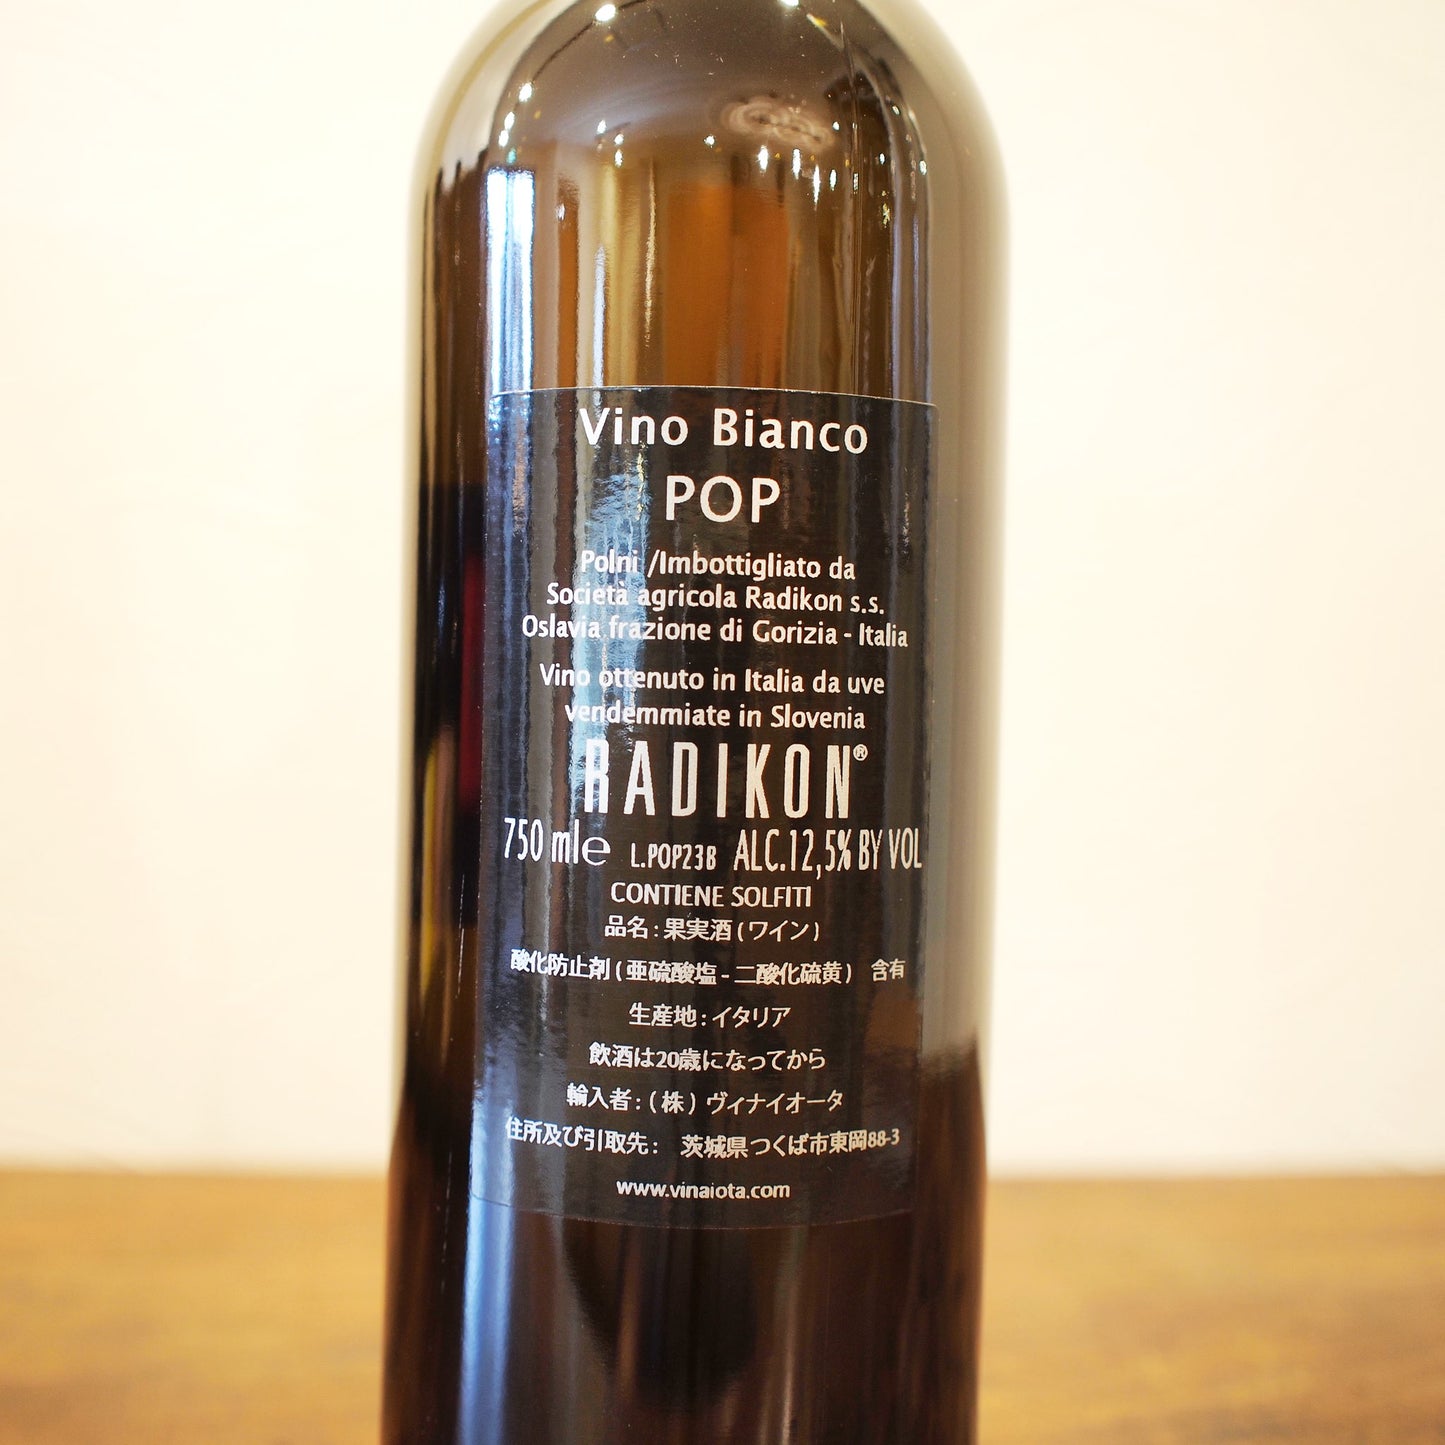 Vino Bianco
POP
Polni /Imbottigliato da
Società agricola Radikon s.s.
Oslavia frazione di Gorizia - Italia
Vino ottenuto in Italia da uve
vendemmiate in Slovenia
RADIKON®
750 mle L.POP23B ALC.12,5% BY VOL
CONTIENE SOLFITI
品名 : 果実酒 ( ワイン )
酸化防止剤 ( 亜硫酸塩 - 二酸化硫黄 ) 含有
生産地 : イタリア
飲酒は20歳になってから
輸入者 : ( 株 ) ヴィナイオータ
住所及び引取先 : 茨城県つくば市東岡88-3
www.vinaiota.com